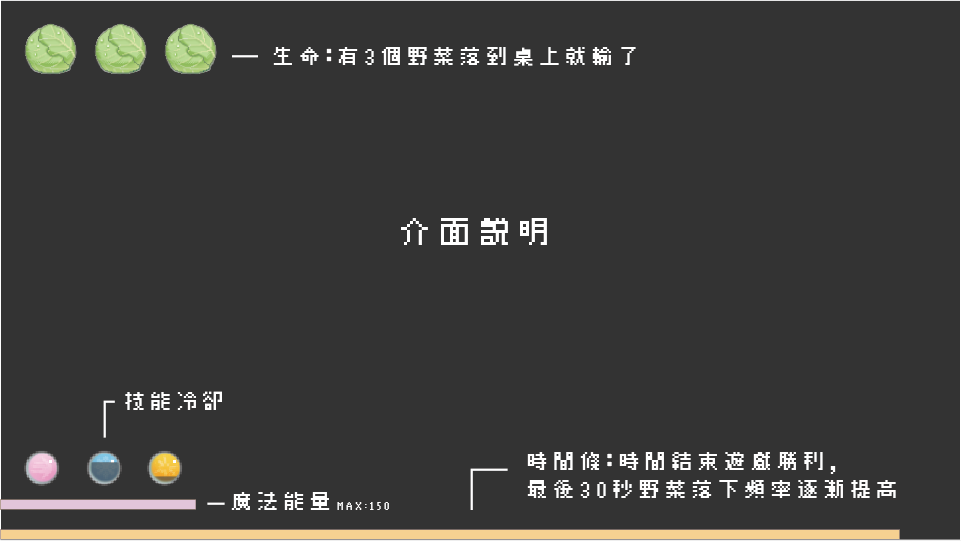 生命:有3個野菜落到桌上就輸了
介面説明
技能冷卻
時間條:時間結束遊戲勝利,
最後30秒野菜落下頻率逐漸提高
魔法能量 MAX:150